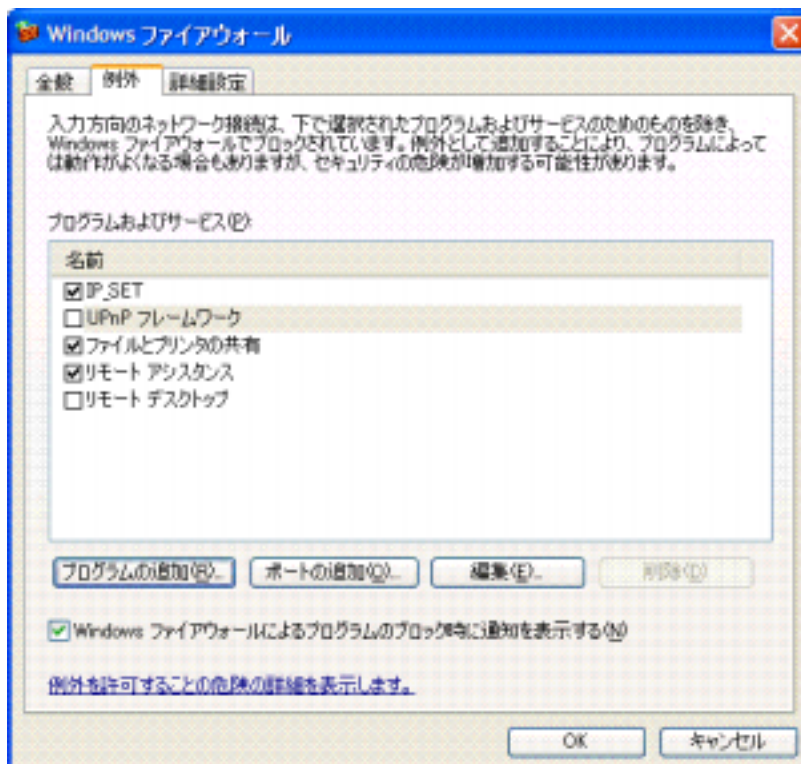 Windows ファイアウォール
全般 例外 詳細設定
入力方向のネットワーク接続は、下で選択されたプログラムおよびサービスのためのものを除き、
Windows ファイアウォールでブロックされています。例外として追加することにより、プログラムによって
は動作がよくなる場合もありますが、セキュリティの危険が増加する可能性があります。
プログラムおよびサービス(P):
名前
IP_SET
UPnP フレームワーク
ファイルとプリンタの共有
リモート アシスタンス
リモート デスクトップ
プログラムの追加(R)... ポートの追加(O)... 編集(E)... 削除(D)
Windows ファイアウォールによるプログラムのブロック時に通知を表示する(N)
例外を許可することの危険の詳細を表示します。
OK キャンセル